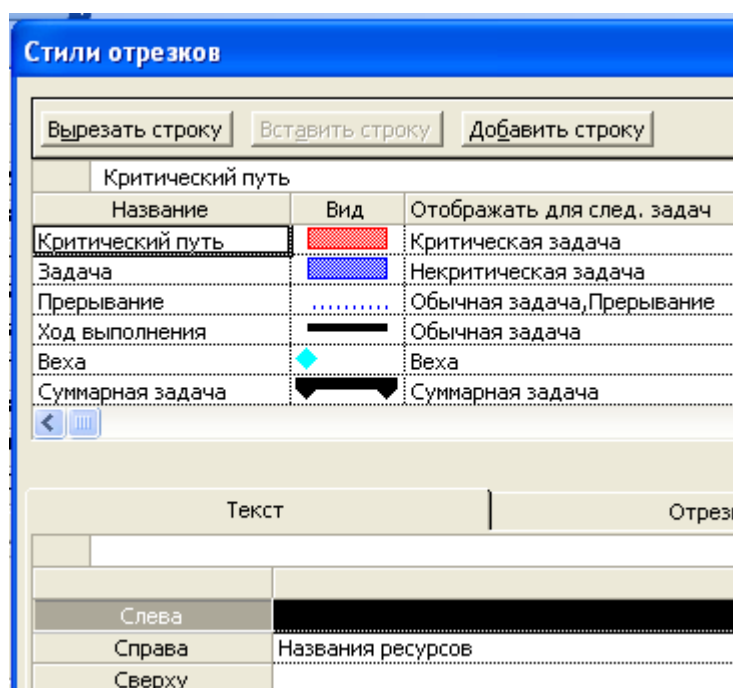 Стили отрезков
Вырезать строку Вставить строку Добавить строку
Критический путь
Название Вид Отображать для след. задач
Критический путь Критическая задача
Задача Некритическая задача
Прерывание Обычная задача,Прерывание
Ход выполнения Обычная задача
Веха Веха
Суммарная задача Суммарная задача
Текст
Слева
Справа Названия ресурсов
Сверху